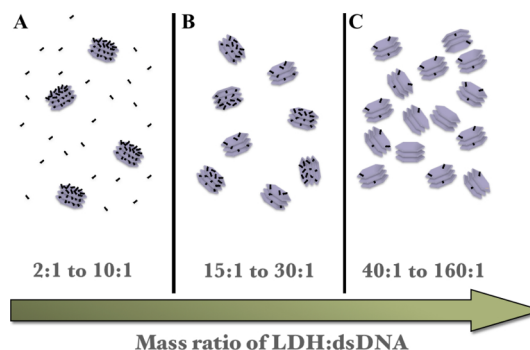 A B C
2:1 to 10:1 15:1 to 30:1 40:1 to 160:1
Mass ratio of LDH:dsDNA